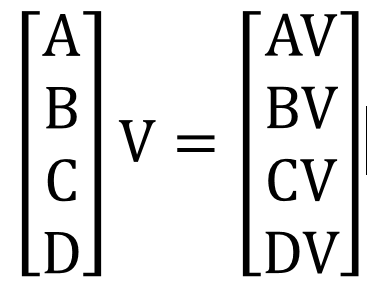 [A B C D] V = [AV BV CV DV]